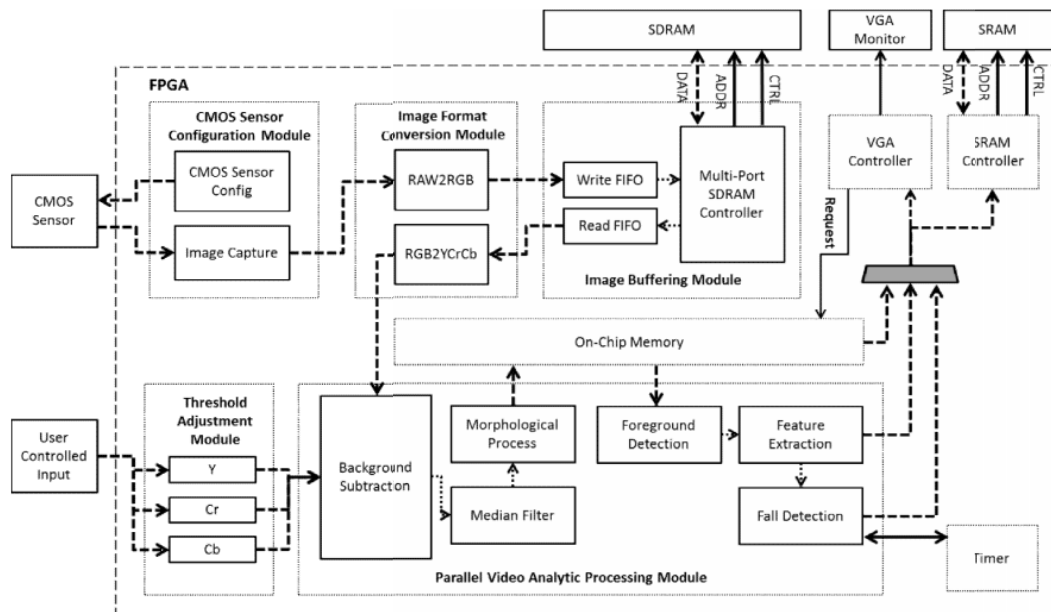 SDRAM
VGA
Monitor
SRAM
DATA
ADDR
CTRL
DATA
ADDR
CTRL
FPGA
CMOS Sensor
Configuration Module
Image Format
Conversion Module
CMOS Sensor
Config
RAW2RGB
Write FIFO
Multi-Port
SDRAM
Controller
VGA
Controller
SRAM
Controller
CMOS
Sensor
Image Capture
RGB2YCrCb
Read FIFO
Request
Image Buffering Module
On-Chip Memory
Threshold
Adjustment
Module
User
Controlled
Input
Y
Cr
Cb
Background
Subtraction
Morphological
Process
Median Filter
Foreground
Detection
Feature
Extraction
Fall Detection
Timer
Parallel Video Analytic Processing Module